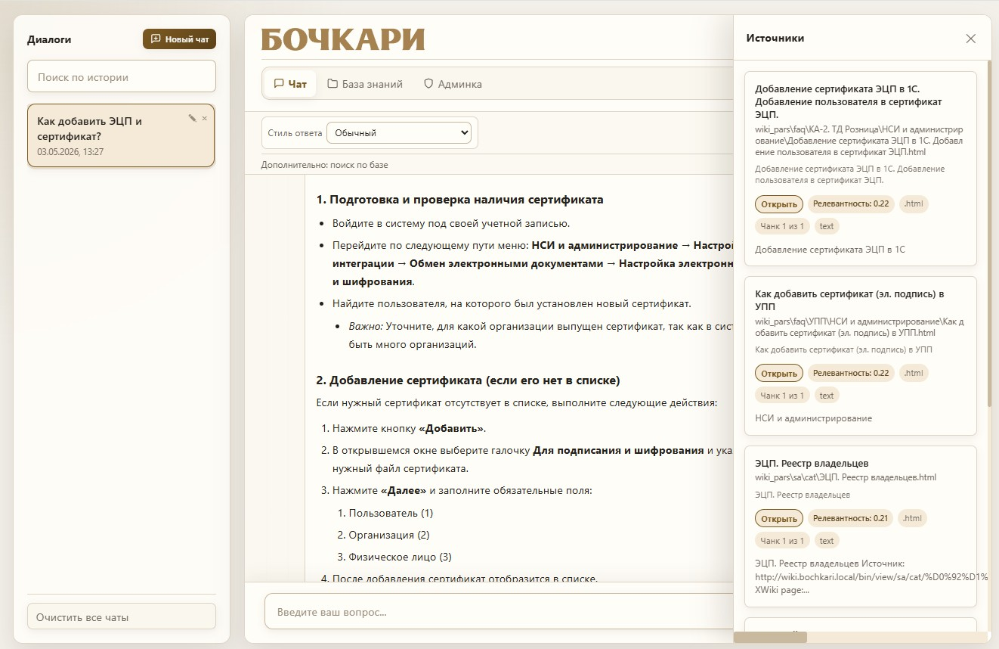 Диалоги
Новый чат
Поиск по истории
Как добавить ЭЦП и
сертификат?
03.05.2026, 13:27
Очистить все чаты
БОЧКАРИ
Чат
База знаний
Админка
Стиль ответа
Обычный
Дополнительно: поиск по базе
1. Подготовка и проверка наличия сертификата
• Войдите в систему под своей учетной записью.
• Перейдите по следующему пути меню: НСИ и администрирование → Настрой
интеграции → Обмен электронными документами → Настройка электронн
и шифрования.
• Найдите пользователя, на которого был установлен новый сертификат.
• Важно: Уточните, для какой организации выпущен сертификат, так как в сист
быть много организаций.
2. Добавление сертификата (если его нет в списке)
Если нужный сертификат отсутствует в списке, выполните следующие действия:
1. Нажмите кнопку «Добавить».
2. В открывшемся окне выберите галочку Для подписания и шифрования и ука
нужный файл сертификата.
3. Нажмите «Далее» и заполните обязательные поля:
1. Пользователь (1)
2. Организация (2)
3. Физическое лицо (3)
4. После добавления сертификат отобразится в списке.
Введите ваш вопрос...
Источники
Добавление сертификата ЭЦП в 1С.
Добавление пользователя в сертификат
ЭЦП.
wiki_pars\faq\КА-2. ТД Розница\НСИ и администрир
ование\Добавление сертификата ЭЦП в 1С. Добавл
ение пользователя в сертификат ЭЦП.html
Добавление сертификата ЭЦП в 1С. Добавление
пользователя в сертификат ЭЦП.
Открыть
Релевантность: 0.22
.html
Чанк 1 из 1
text
Добавление сертификата ЭЦП в 1С
Как добавить сертификат (эл. подпись) в
УПП
wiki_pars\faq\УПП\НСИ и администрирование\Как д
обавить сертификат (эл. подпись) в УПП.html
Как добавить сертификат (эл. подпись) в УПП
Открыть
Релевантность: 0.22
.html
Чанк 1 из 1
text
НСИ и администрирование
ЭЦП. Реестр владельцев
wiki_pars\sa\cat\ЭЦП. Реестр владельцев.html
ЭЦП. Реестр владельцев
Открыть
Релевантность: 0.21
.html
Чанк 1 из 1
text
ЭЦП. Реестр владельцев Источник:
http://wiki.bochkari.local/bin/view/sa/cat/%D0%92%D1%
XWiki page:...